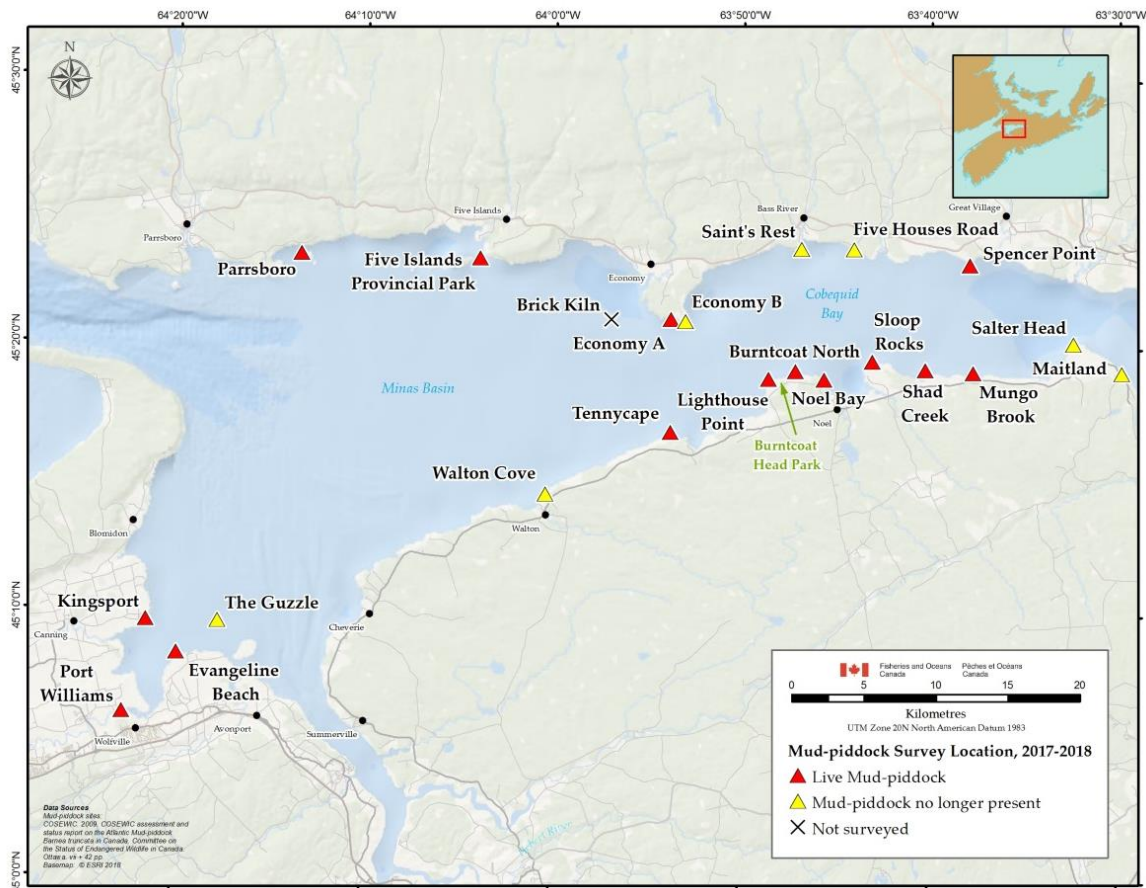 64°20'0"W 64°10'0"W 64°0'0"W 63°50'0"W 63°40'0"W 63°30'0"W
45°30'0"N
45°20'0"N
45°10'0"N
45°0'0"N
N
Parrsboro
Five Islands
Bass River
Great Village
Saint's Rest
Five Houses Road
Parrsboro
Five Islands
Provincial Park
Spencer Point
Economy
Brick Kiln
Economy B
Cobequid
Bay
Economy A
Sloop
Rocks
Salter Head
Burntcoat North
Maitland
Minas Basin
Lighthouse
Point
Noel Bay
Shad
Creek
Mungo
Brook
Tennycape
Noel
Burntcoat
Head Park
Walton Cove
Walton
Blomidon
Kingsport
The Guzzle
Canning
Cheverie
Port
Williams
Evangeline
Beach
Wolfville
Avonport
Summerville
Fisheries and Oceans
Canada
Pêches et Océans
Canada
0 5 10 15 20
Kilometres
UTM Zone 20N North American Datum 1983
Mud-piddock Survey Location, 2017-2018
Live Mud-piddock
Mud-piddock no longer present
Not surveyed
Data Sources
Mud-piddock sites:
COSEWIC. 2009. COSEWIC assessment and
status report on the Atlantic Mud-piddock
Barnea truncata in Canada. Committee on
the Status of Endangered Wildlife in Canada.
Ottawa. vii + 42 pp.
Basemap: © ESRI 2018